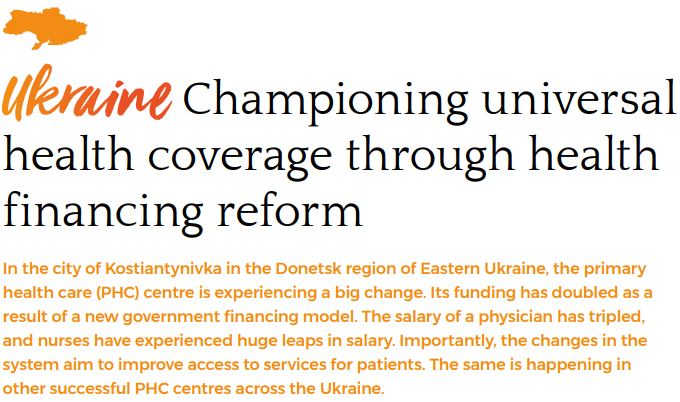 Ukraine Championing universal
health coverage through health
financing reform
In the city of Kostiantynivka in the Donetsk region of Eastern Ukraine, the primary
health care (PHC) centre is experiencing a big change. Its funding has doubled as a
result of a new government financing model. The salary of a physician has tripled,
and nurses have experienced huge leaps in salary. Importantly, the changes in the
system aim to improve access to services for patients. The same is happening in
other successful PHC centres across the Ukraine.